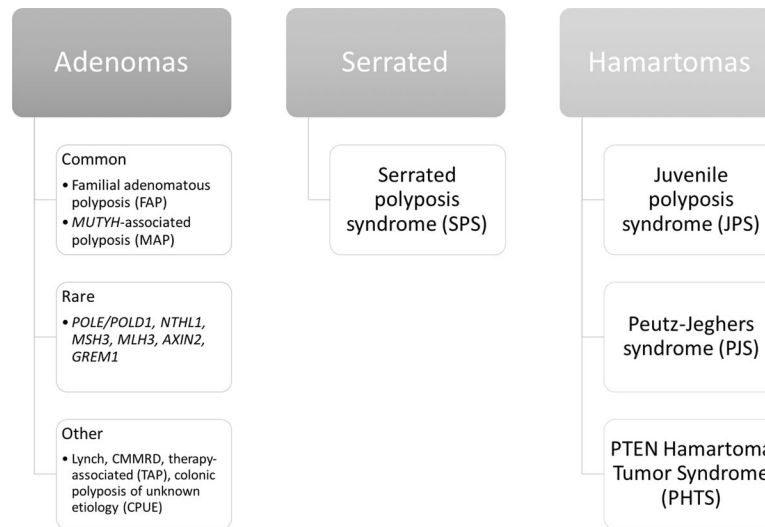 Adenomas
Common
• Familial adenomatous
polyposis (FAP)
• MUTYH-associated
polyposis (MAP)
Rare
• POLE/POLD1, NTHL1,
MSH3, MLH3, AXIN2,
GREM1
Other
• Lynch, CMMRD, therapy-
associated (TAP), colonic
polyposis of unknown
etiology (CPUE)
Serrated
Serrated
polyposis
syndrome (SPS)
Hamartomas
Juvenile
polyposis
syndrome (JPS)
Peutz-Jeghers
syndrome (PJS)
PTEN Hamartoma
Tumor Syndrome
(PHTS)